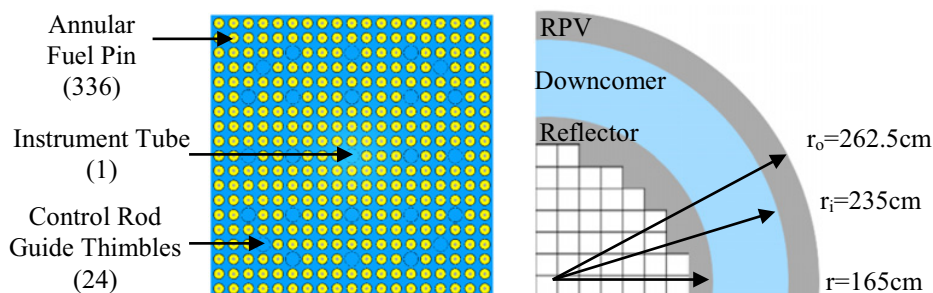 Annular
Fuel Pin
(336)
Instrument Tube
(1)
Control Rod
Guide Thimbles
(24)
RPV
Downcomer
Reflector
rₒ=262.5cm
rᵢ=235cm
r=165cm